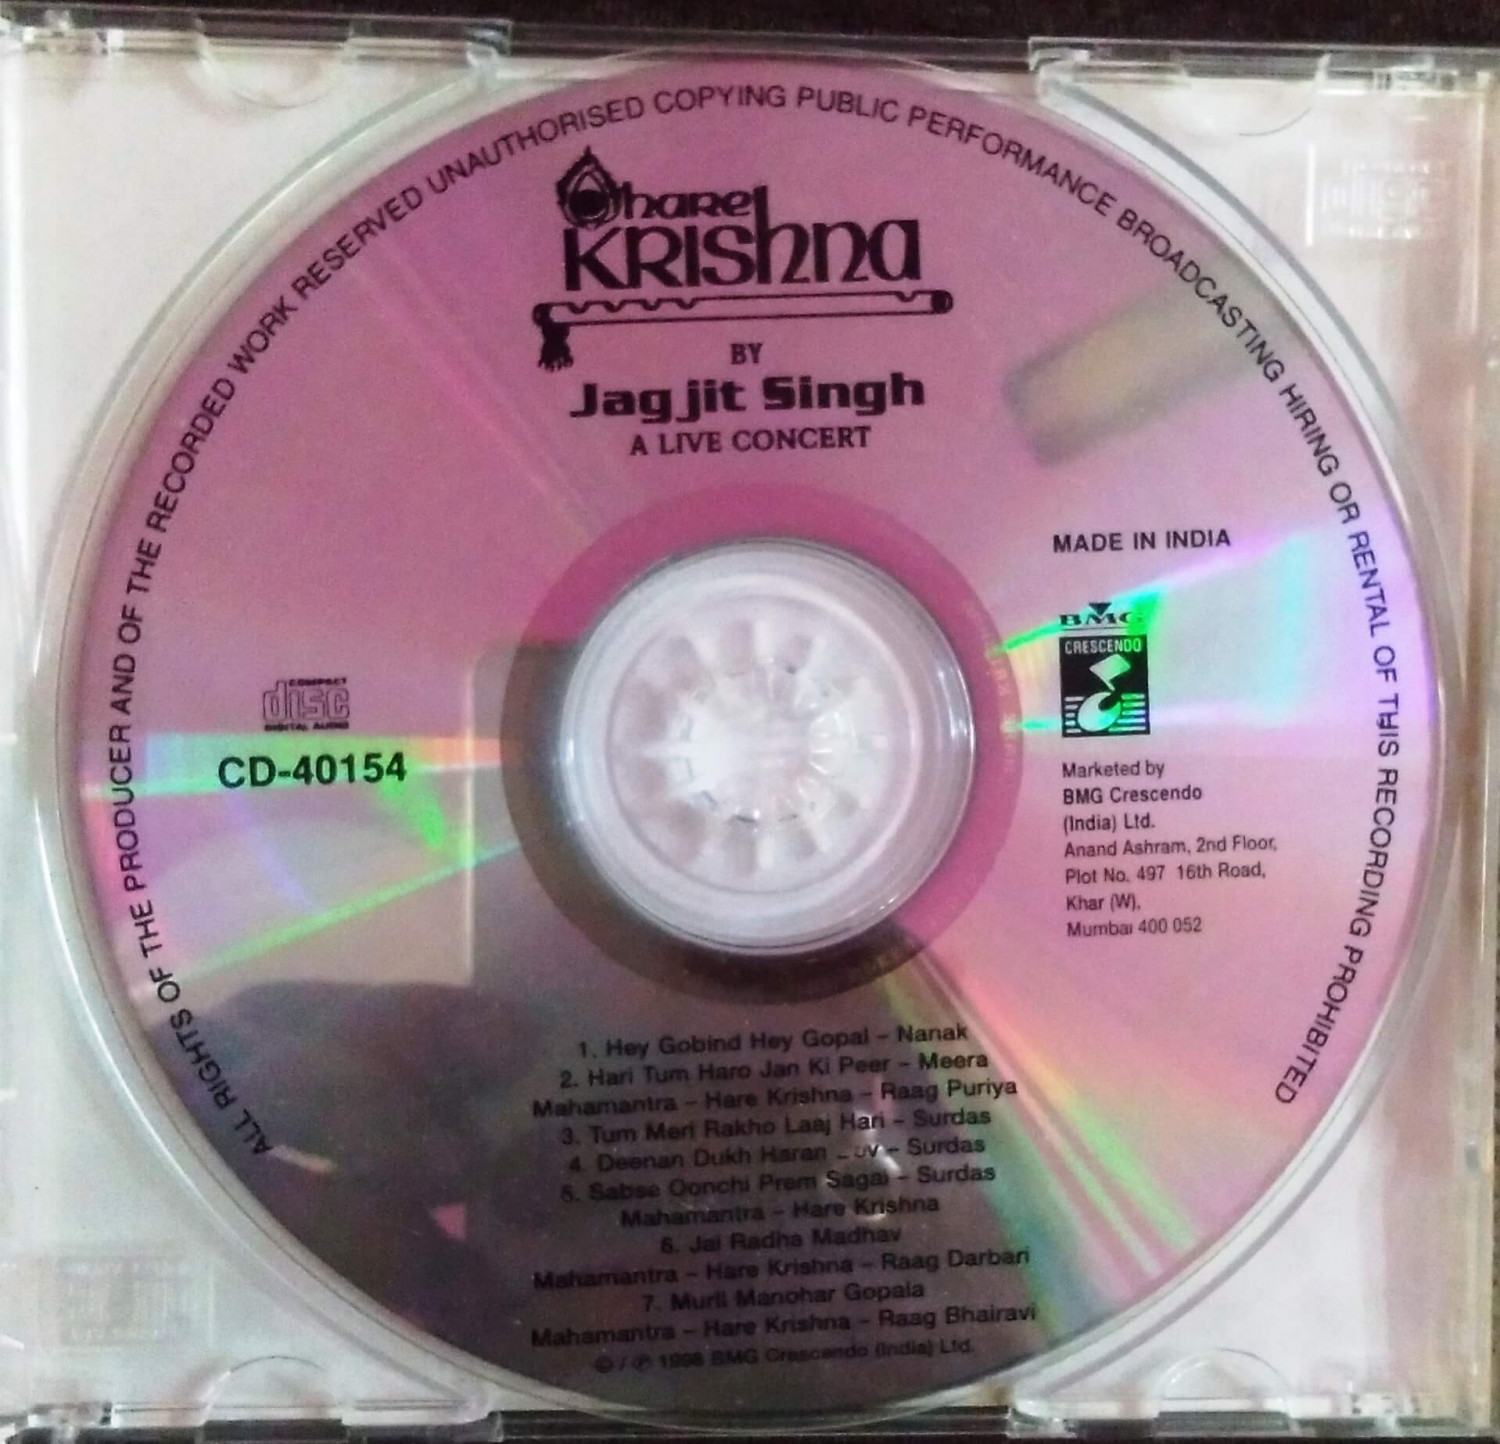 ALL RIGHTS OF THE PRODUCER AND OF THE RECORDED WORK RESERVED UNAUTHORISED COPYING PUBLIC PERFORMANCE BROADCASTING HIRING OR RENTAL OF THIS RECORDING PROHIBITED
hare
KRIShna
BY
Jagjit Singh
A LIVE CONCERT
MADE IN INDIA
BMG
CRESCENDO
COMPACT
disc
DIGITAL AUDIO
CD-40154
Marketed by
BMG Crescendo
(India) Ltd.
Anand Ashram, 2nd Floor,
Plot No. 497 16th Road,
Khar (W),
Mumbai 400 052
1. Hey Gobind Hey Gopal – Nanak
2. Hari Tum Haro Jan Ki Peer – Meera
Mahamantra – Hare Krishna – Raag Puriya
3. Tum Meri Rakho Laaj Hari – Surdas
4. Deenan Dukh Haran – Surdas
5. Sabse Oonchi Prem Sagai – Surdas
Mahamantra – Hare Krishna
6. Jai Radha Madhav
Mahamantra – Hare Krishna – Raag Darbari
7. Murli Manohar Gopala
Mahamantra – Hare Krishna – Raag Bhairavi
© / ℗ BMG Crescendo (India) Ltd.